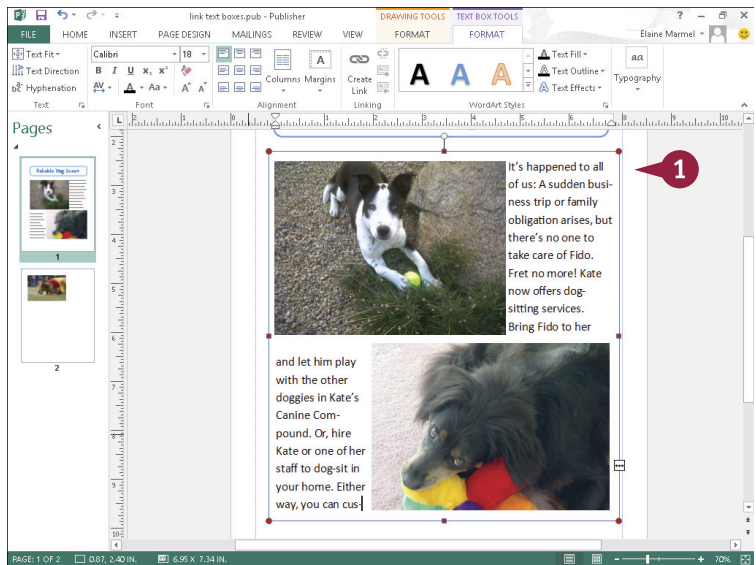 link text boxes.pub - Publisher
DRAWING TOOLS TEXT BOX TOOLS
FILE HOME INSERT PAGE DESIGN MAILINGS REVIEW VIEW FORMAT FORMAT Elaine Marmel
Text Fit
Text Direction
Hyphenation
Text
Calibri 18
B I U x₂ x²
AV A Aa A A
Font
Alignment
Columns Margins
Create Link
Linking
A A A
WordArt Styles
Text Fill
Text Outline
Text Effects
Typography
Pages
Reliable Dog Scout!
1
2
It's happened to all
of us: A sudden busi-
ness trip or family
obligation arises, but
there's no one to
take care of Fido.
Fret no more! Kate
now offers dog-
sitting services.
Bring Fido to her
and let him play
with the other
doggies in Kate's
Canine Com-
pound. Or, hire
Kate or one of her
staff to dog-sit in
your home. Either
way, you can cus-
1
PAGE: 1 OF 2 0.87, 2.40 IN. 6.95 X 7.34 IN. 70%